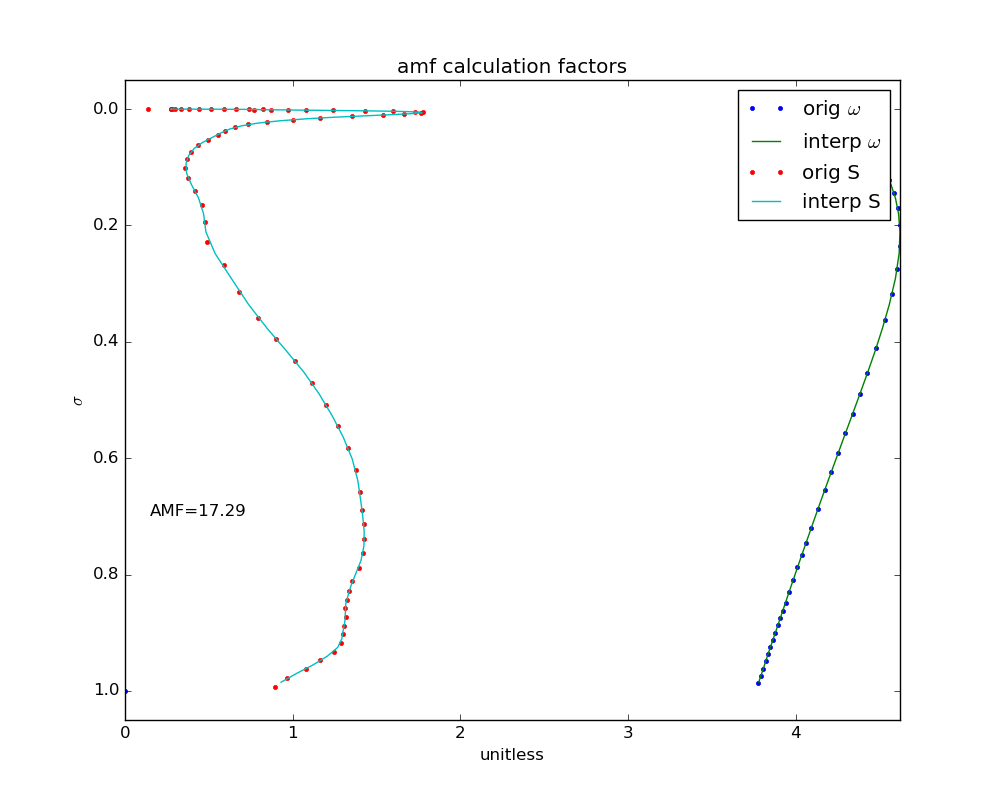 amf calculation factors
0.0
0.2
0.4
0.6
0.8
1.0
σ
AMF=17.29
orig ω
interp ω
orig S
interp S
0 1 2 3 4
unitless